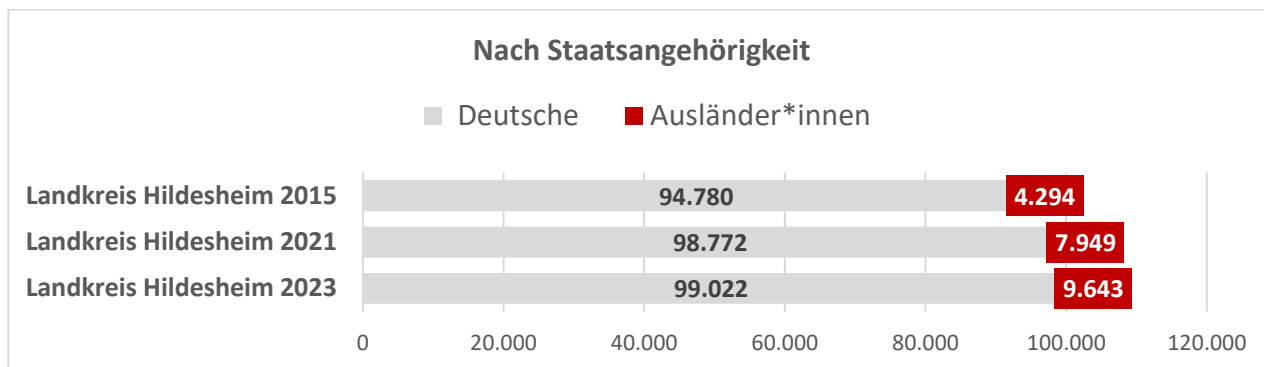 Nach Staatsangehörigkeit
Deutsche Ausländer*innen
Landkreis Hildesheim 2015 94.780 4.294
Landkreis Hildesheim 2021 98.772 7.949
Landkreis Hildesheim 2023 99.022 9.643
0 20.000 40.000 60.000 80.000 100.000 120.000